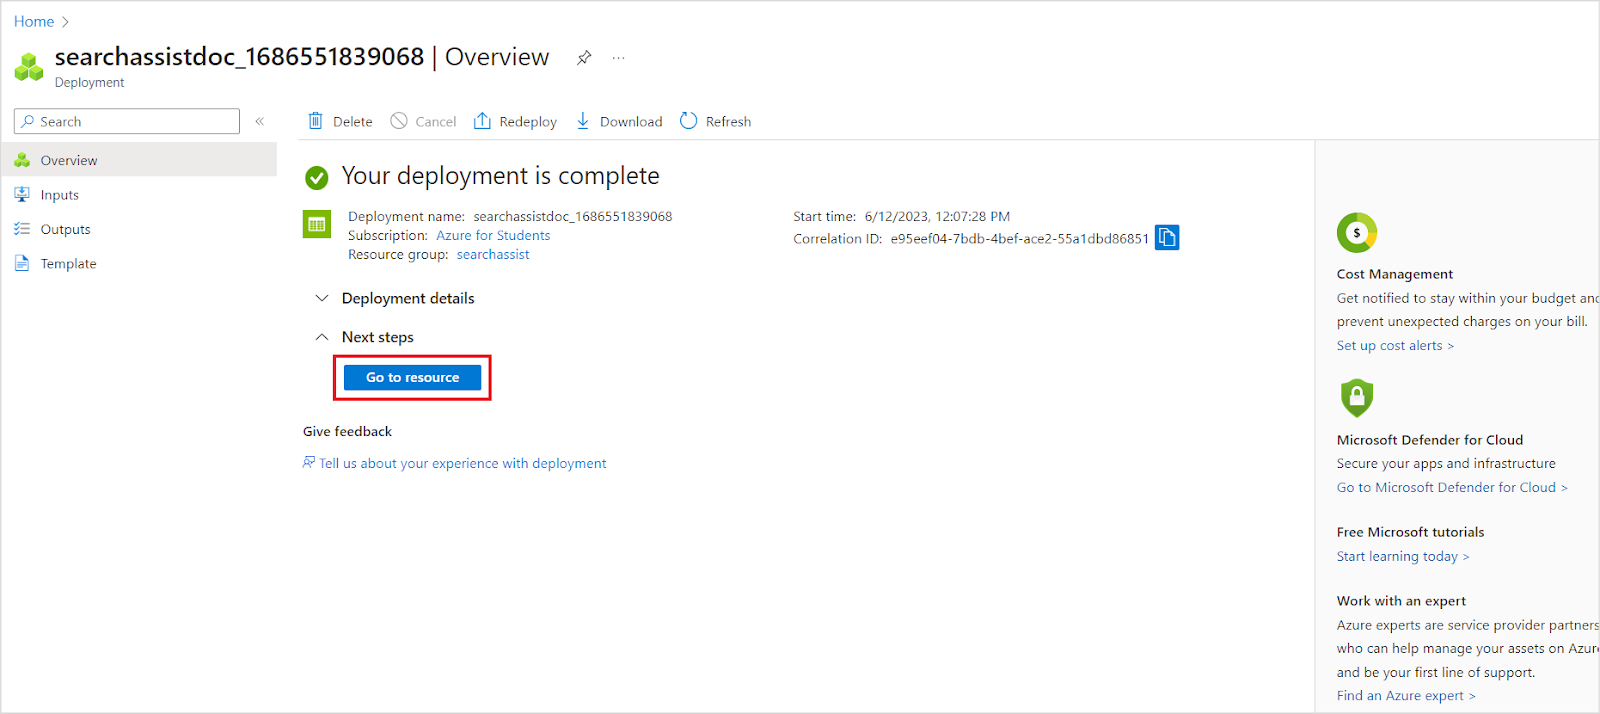 Home >
searchassistdoc_1686551839068 | Overview ...
Deployment
Search «
Overview
Inputs
Outputs
Template
Delete Cancel Redeploy Download Refresh
Your deployment is complete
Deployment name: searchassistdoc_1686551839068
Subscription: Azure for Students
Resource group: searchassist
Start time: 6/12/2023, 12:07:28 PM
Correlation ID: e95eef04-7bdb-4bef-ace2-55a1dbd86851
Deployment details
Next steps
Go to resource
Give feedback
Tell us about your experience with deployment
$
Cost Management
Get notified to stay within your budget and
prevent unexpected charges on your bill.
Set up cost alerts >
Microsoft Defender for Cloud
Secure your apps and infrastructure
Go to Microsoft Defender for Cloud >
Free Microsoft tutorials
Start learning today >
Work with an expert
Azure experts are service provider partners
who can help manage your assets on Azur
and be your first line of support.
Find an Azure expert >